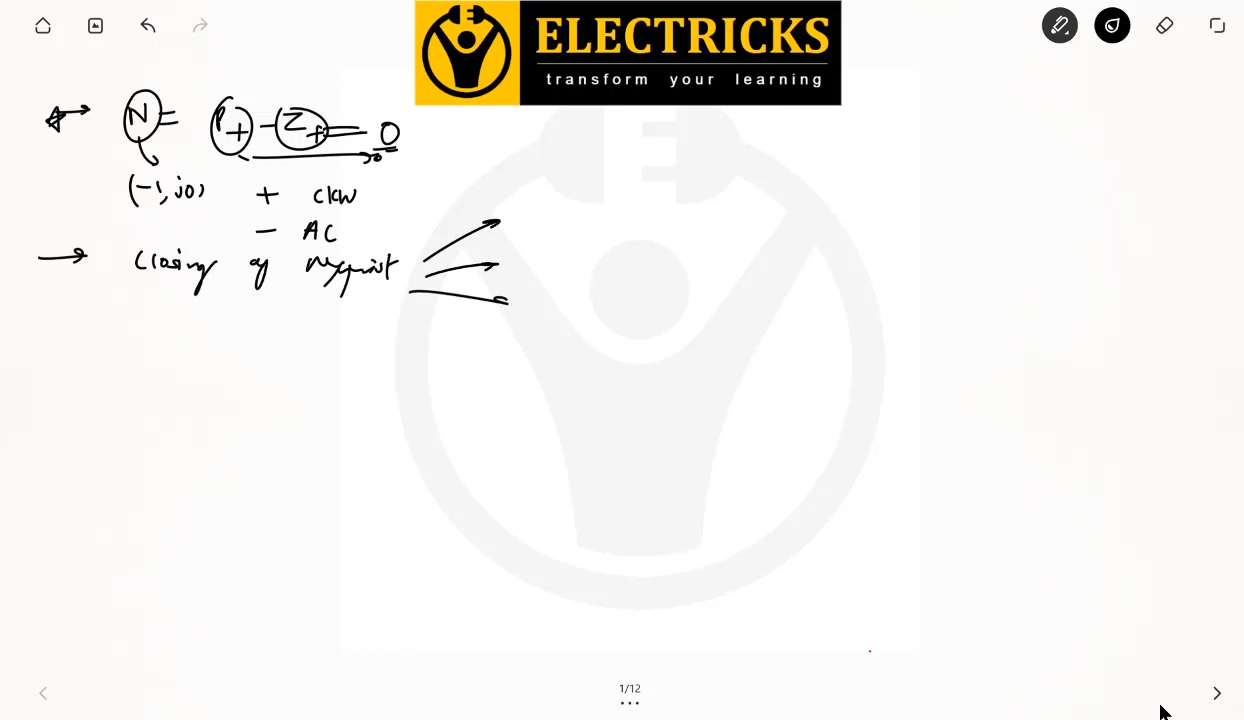 ELECTRICKS
transform your learning
N = P+ - Z+ = 0
(-1, j0) + ckw
- AC
closing of nyquist
1/12